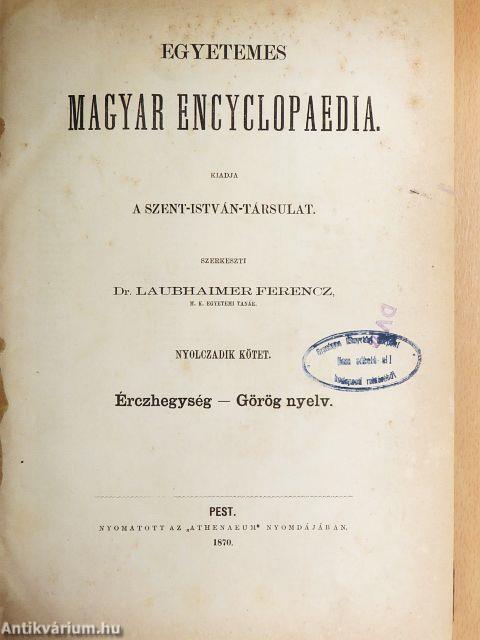 EGYETEMES
MAGYAR ENCYCLOPAEDIA.
KIADJA
A SZENT-ISTVÁN-TÁRSULAT.
SZERKESZTI
Dr. LAUBHAIMER FERENCZ,
M. K. EGYETEMI TANÁR.
NYOLCZADIK KÖTET.
Érczhegység — Görög nyelv.
PEST.
NYOMATOTT AZ „ATHENAEUM" NYOMDÁJÁBAN.
1870.
Antikvárium.hu